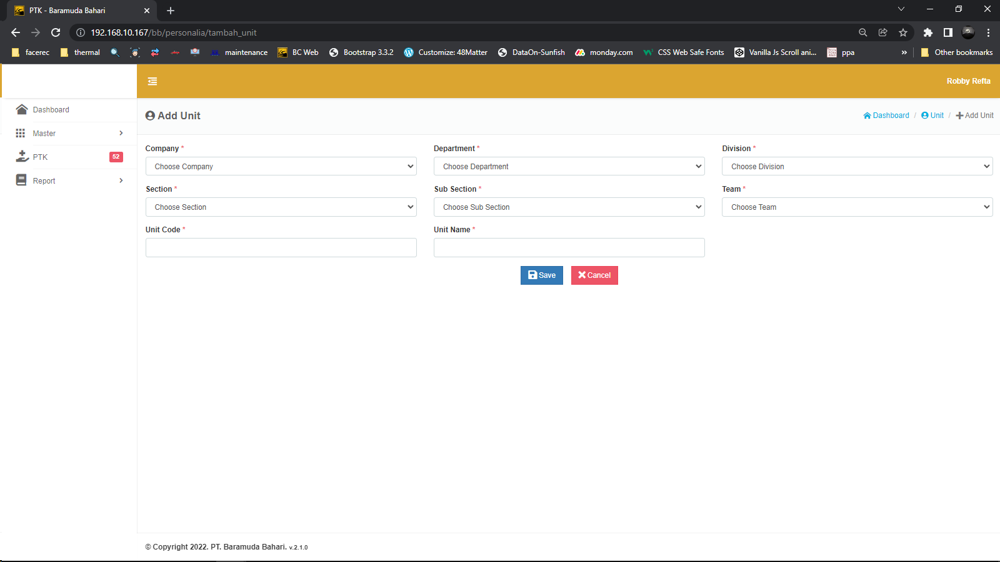 PTK - Baramuda Bahari
192.168.10.167/bb/personalia/tambah_unit
facerec thermal maintenance BC Web Bootstrap 3.3.2 Customize: 48Matter DataOn-Sunfish monday.com CSS Web Safe Fonts Vanilla Js Scroll ani... ppa » Other bookmarks
Robby Refta
Dashboard
Master
PTK 52
Report
Add Unit
Dashboard / Unit / Add Unit
Company * Department * Division *
Choose Company Choose Department Choose Division
Section * Sub Section * Team *
Choose Section Choose Sub Section Choose Team
Unit Code * Unit Name *
Save Cancel
© Copyright 2022. PT. Baramuda Bahari. v.2.1.0